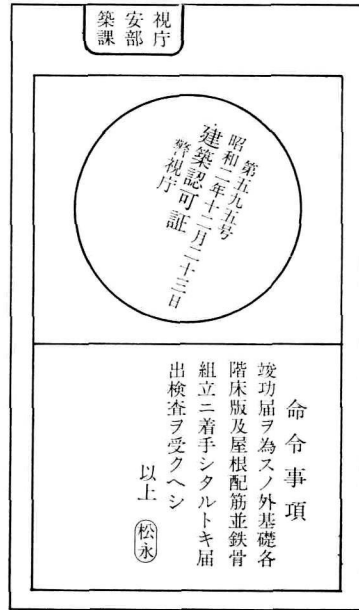 視庁
安部
築課
第五九五号
昭和二年十二月二十三日
建築認可証
警視庁
命令事項
竣功届ヲ為スノ外基礎各
階床版及屋根配筋並鉄骨
組立ニ着手シタルトキ届
出検査ヲ受クヘシ
以上 松永